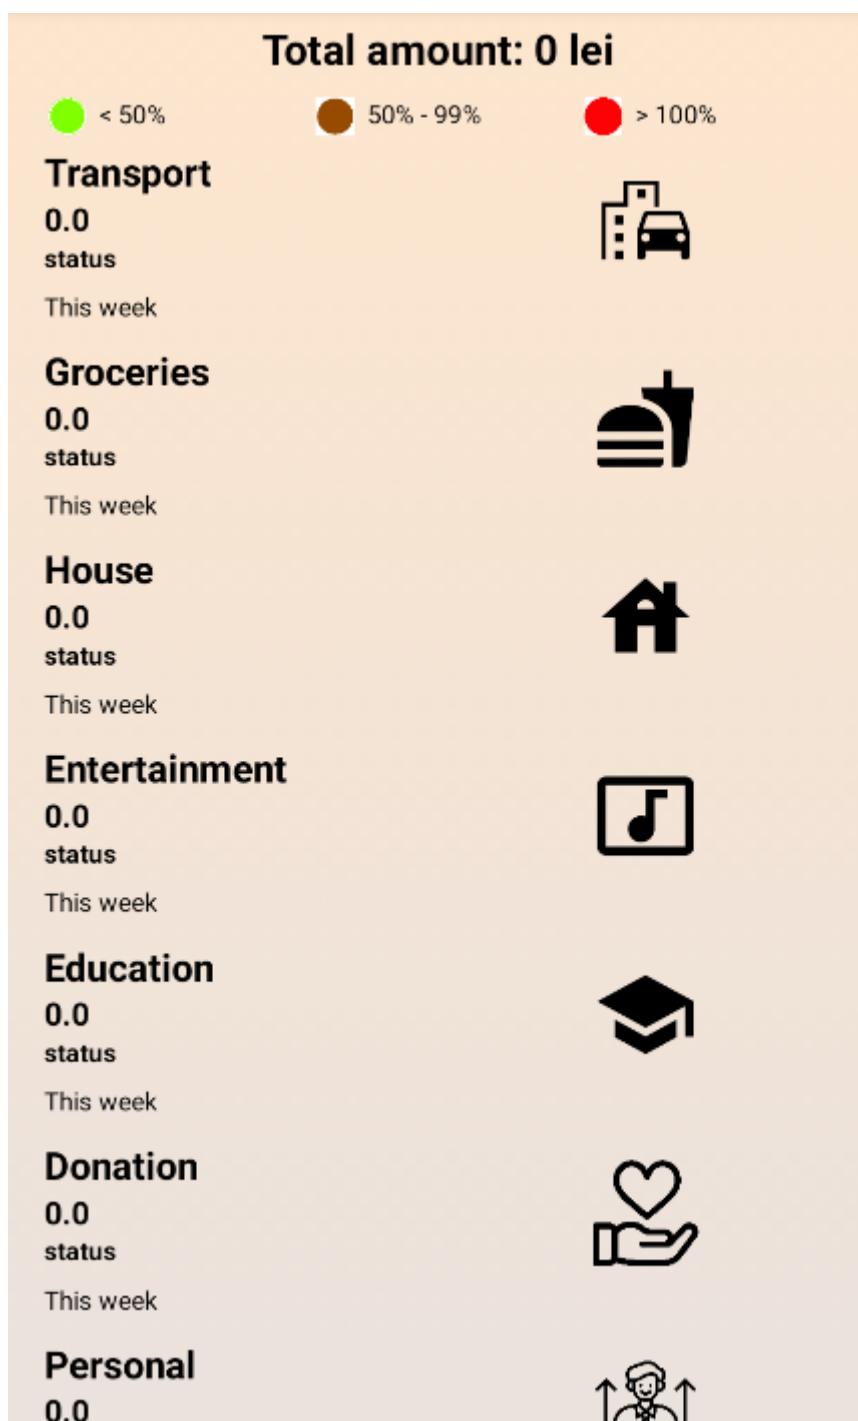 Total amount: 0 lei
< 50% 50% - 99% > 100%
Transport
0.0
status
This week
Groceries
0.0
status
This week
House
0.0
status
This week
Entertainment
0.0
status
This week
Education
0.0
status
This week
Donation
0.0
status
This week
Personal
0.0